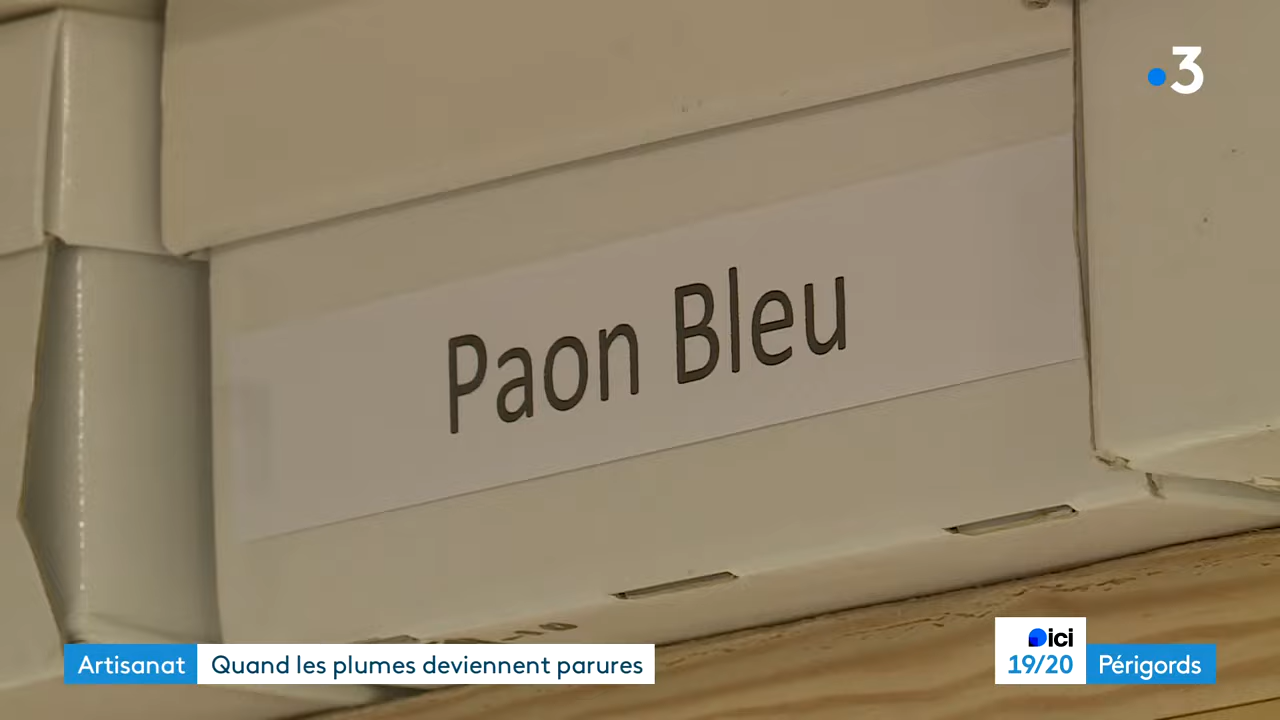 3
Paon Bleu
Artisanat Quand les plumes deviennent parures
ici
19/20 Périgords